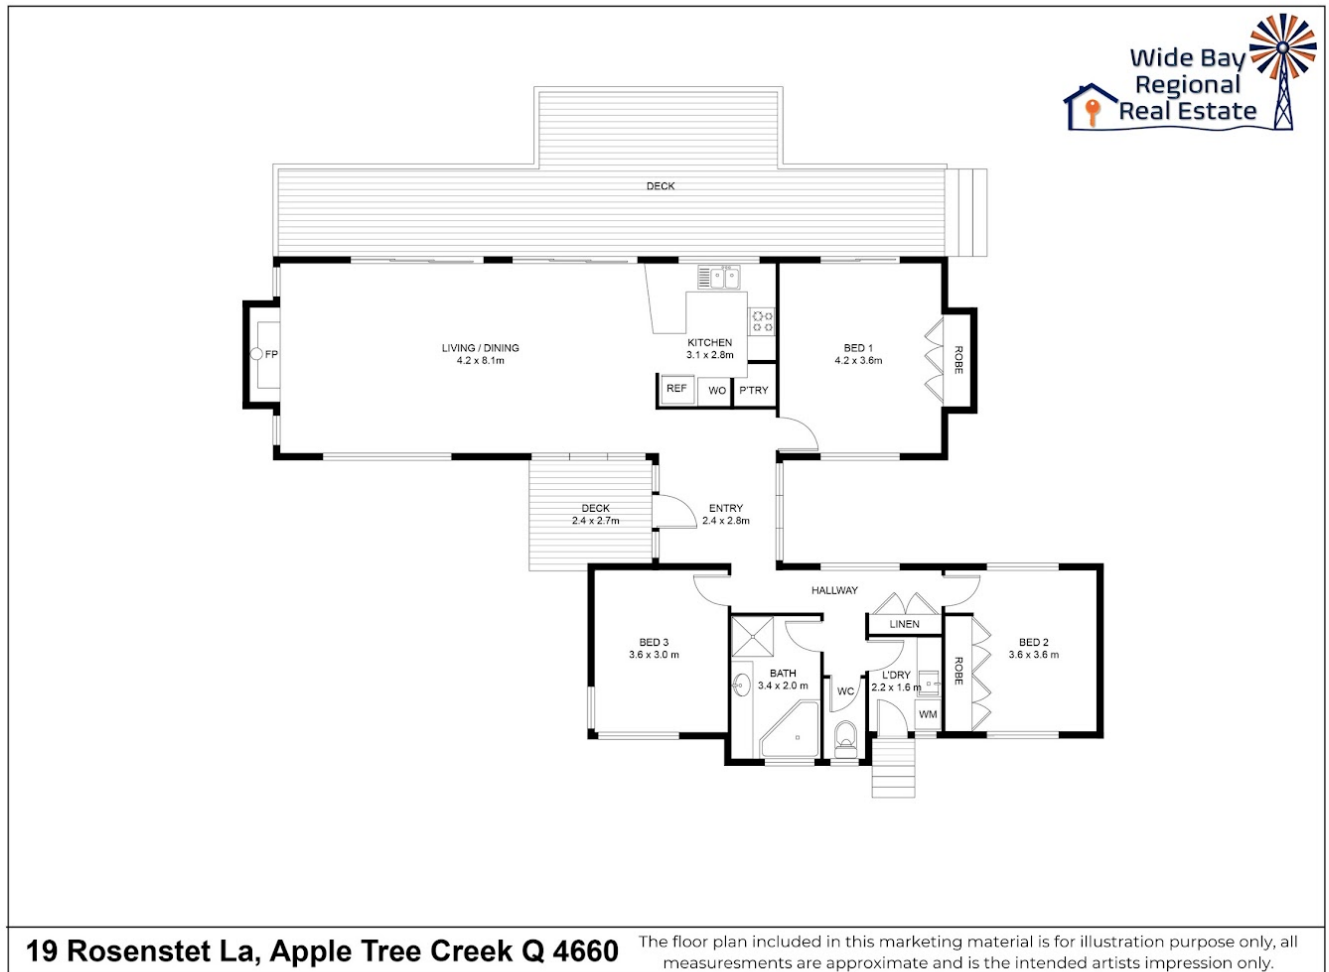 Wide Bay
Regional
Real Estate
DECK
LIVING / DINING
4.2 x 8.1m
FP
KITCHEN
3.1 x 2.8m
REF
WO
P'TRY
BED 1
4.2 x 3.6m
ROBE
DECK
2.4 x 2.7m
ENTRY
2.4 x 2.8m
HALLWAY
LINEN
BED 3
3.6 x 3.0 m
BATH
3.4 x 2.0 m
WC
L'DRY
2.2 x 1.6 m
WM
ROBE
BED 2
3.6 x 3.6 m
19 Rosenstet La, Apple Tree Creek Q 4660
The floor plan included in this marketing material is for illustration purpose only, all
measuresments are approximate and is the intended artists impression only.